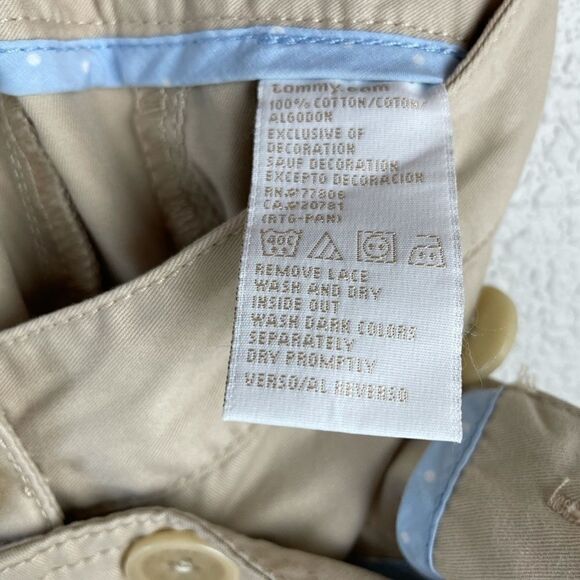 tommy.com
100% COTTON/COTON/
ALGODON
EXCLUSIVE OF
DECORATION
SAUF DECORATION
EXCEPTO DECORACION
RN#77806
CA#20781
(RTG-PAN)
40C
REMOVE LACE
WASH AND DRY
INSIDE OUT
WASH DARK COLORS
SEPARATELY
DRY PROMPTLY
VERSO/AL REVERSO